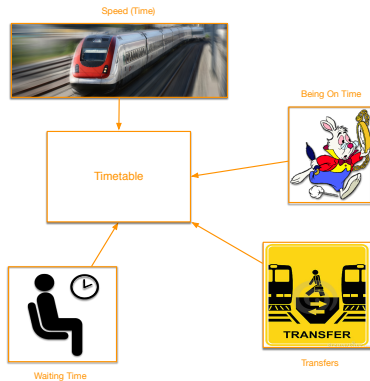 Speed (Time)
Being On Time
Timetable
TRANSFER
Waiting Time
Transfers